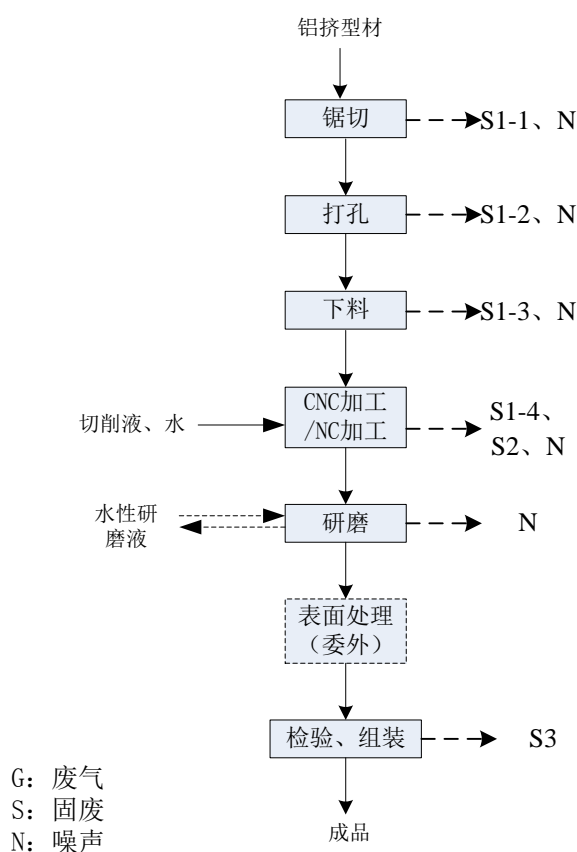 铝挤型材
锯切
S1-1、N
打孔
S1-2、N
下料
S1-3、N
切削液、水
CNC加工
/NC加工
S1-4、
S2、N
水性研
磨液
研磨
N
表面处理
（委外）
检验、组装
S3
成品
G：废气
S：固废
N：噪声